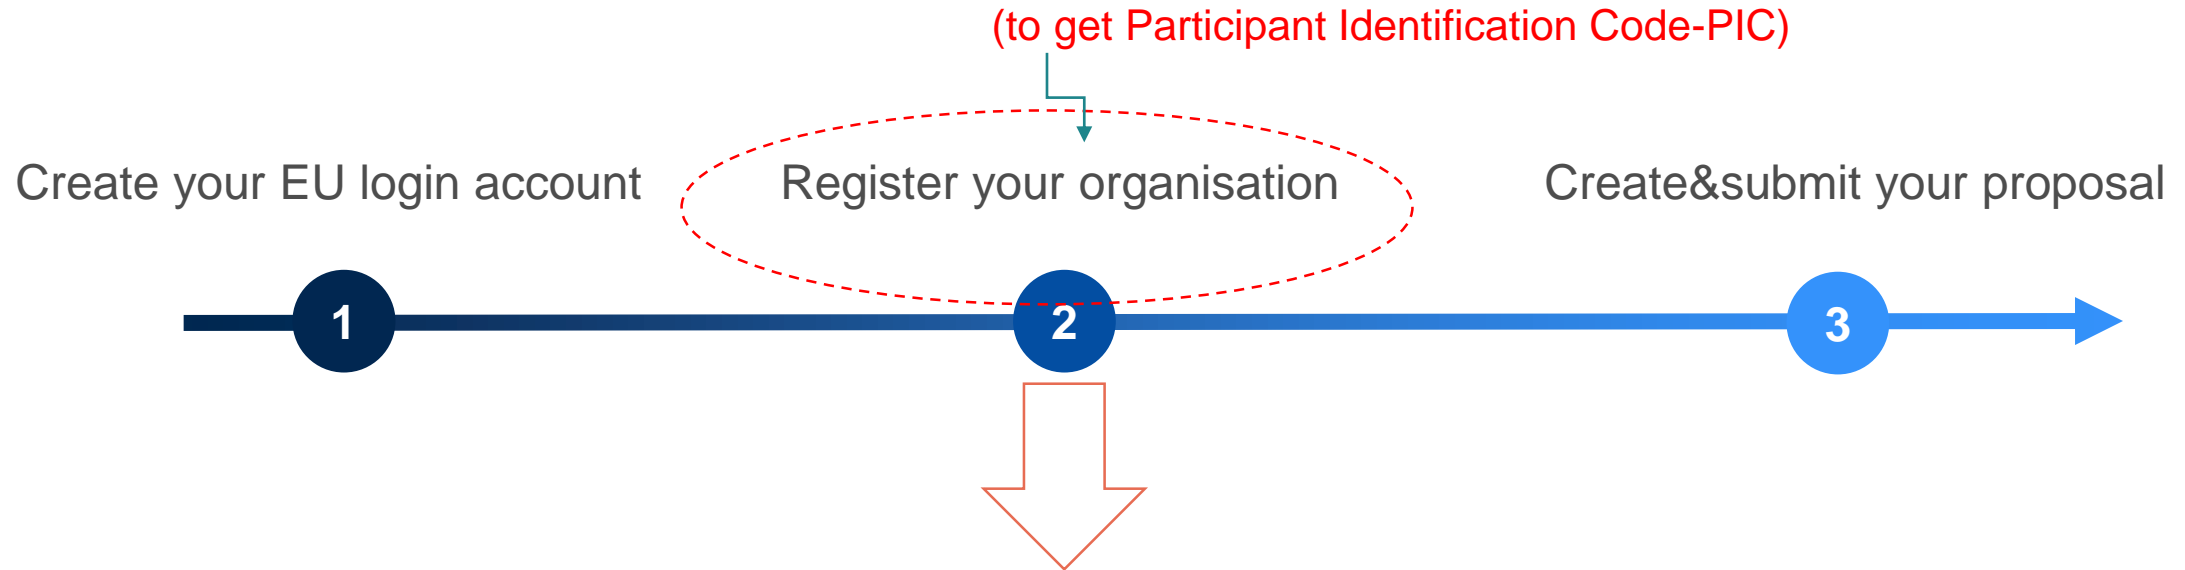 (to get Participant Identification Code-PIC)
Create your EU login account
Register your organisation
Create&submit your proposal
1
2
3